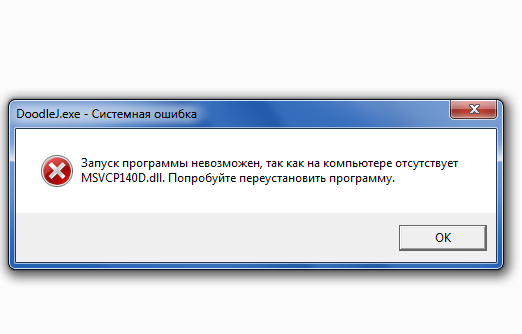 DoodleJ.exe - Системная ошибка
Запуск программы невозможен, так как на компьютере отсутствует
MSVCP140D.dll. Попробуйте переустановить программу.
OK